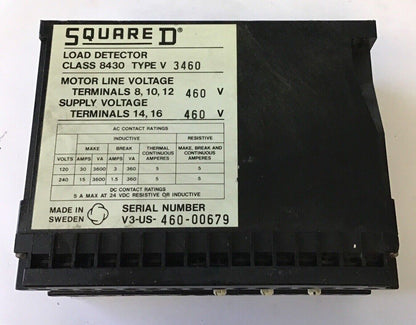 SQUARE D®
LOAD DETECTOR
CLASS 8430 TYPE V 3460
MOTOR LINE VOLTAGE
TERMINALS 8, 10, 12 460 V
SUPPLY VOLTAGE
TERMINALS 14, 16 460 V
AC CONTACT RATINGS
INDUCTIVE RESISTIVE
MAKE BREAK THERMAL CONTINUOUS AMPERES MAKE, BREAK AND CONTINUOUS AMPERES
VOLTS AMPS VA AMPS VA
120 30 3600 3 360 5 5
240 15 3600 1.5 360 5 5
DC CONTACT RATINGS
5 A MAX AT 24 VDC RESISTIVE OR INDUCTIVE
MADE IN SWEDEN
SERIAL NUMBER
V3-US- 460-00679